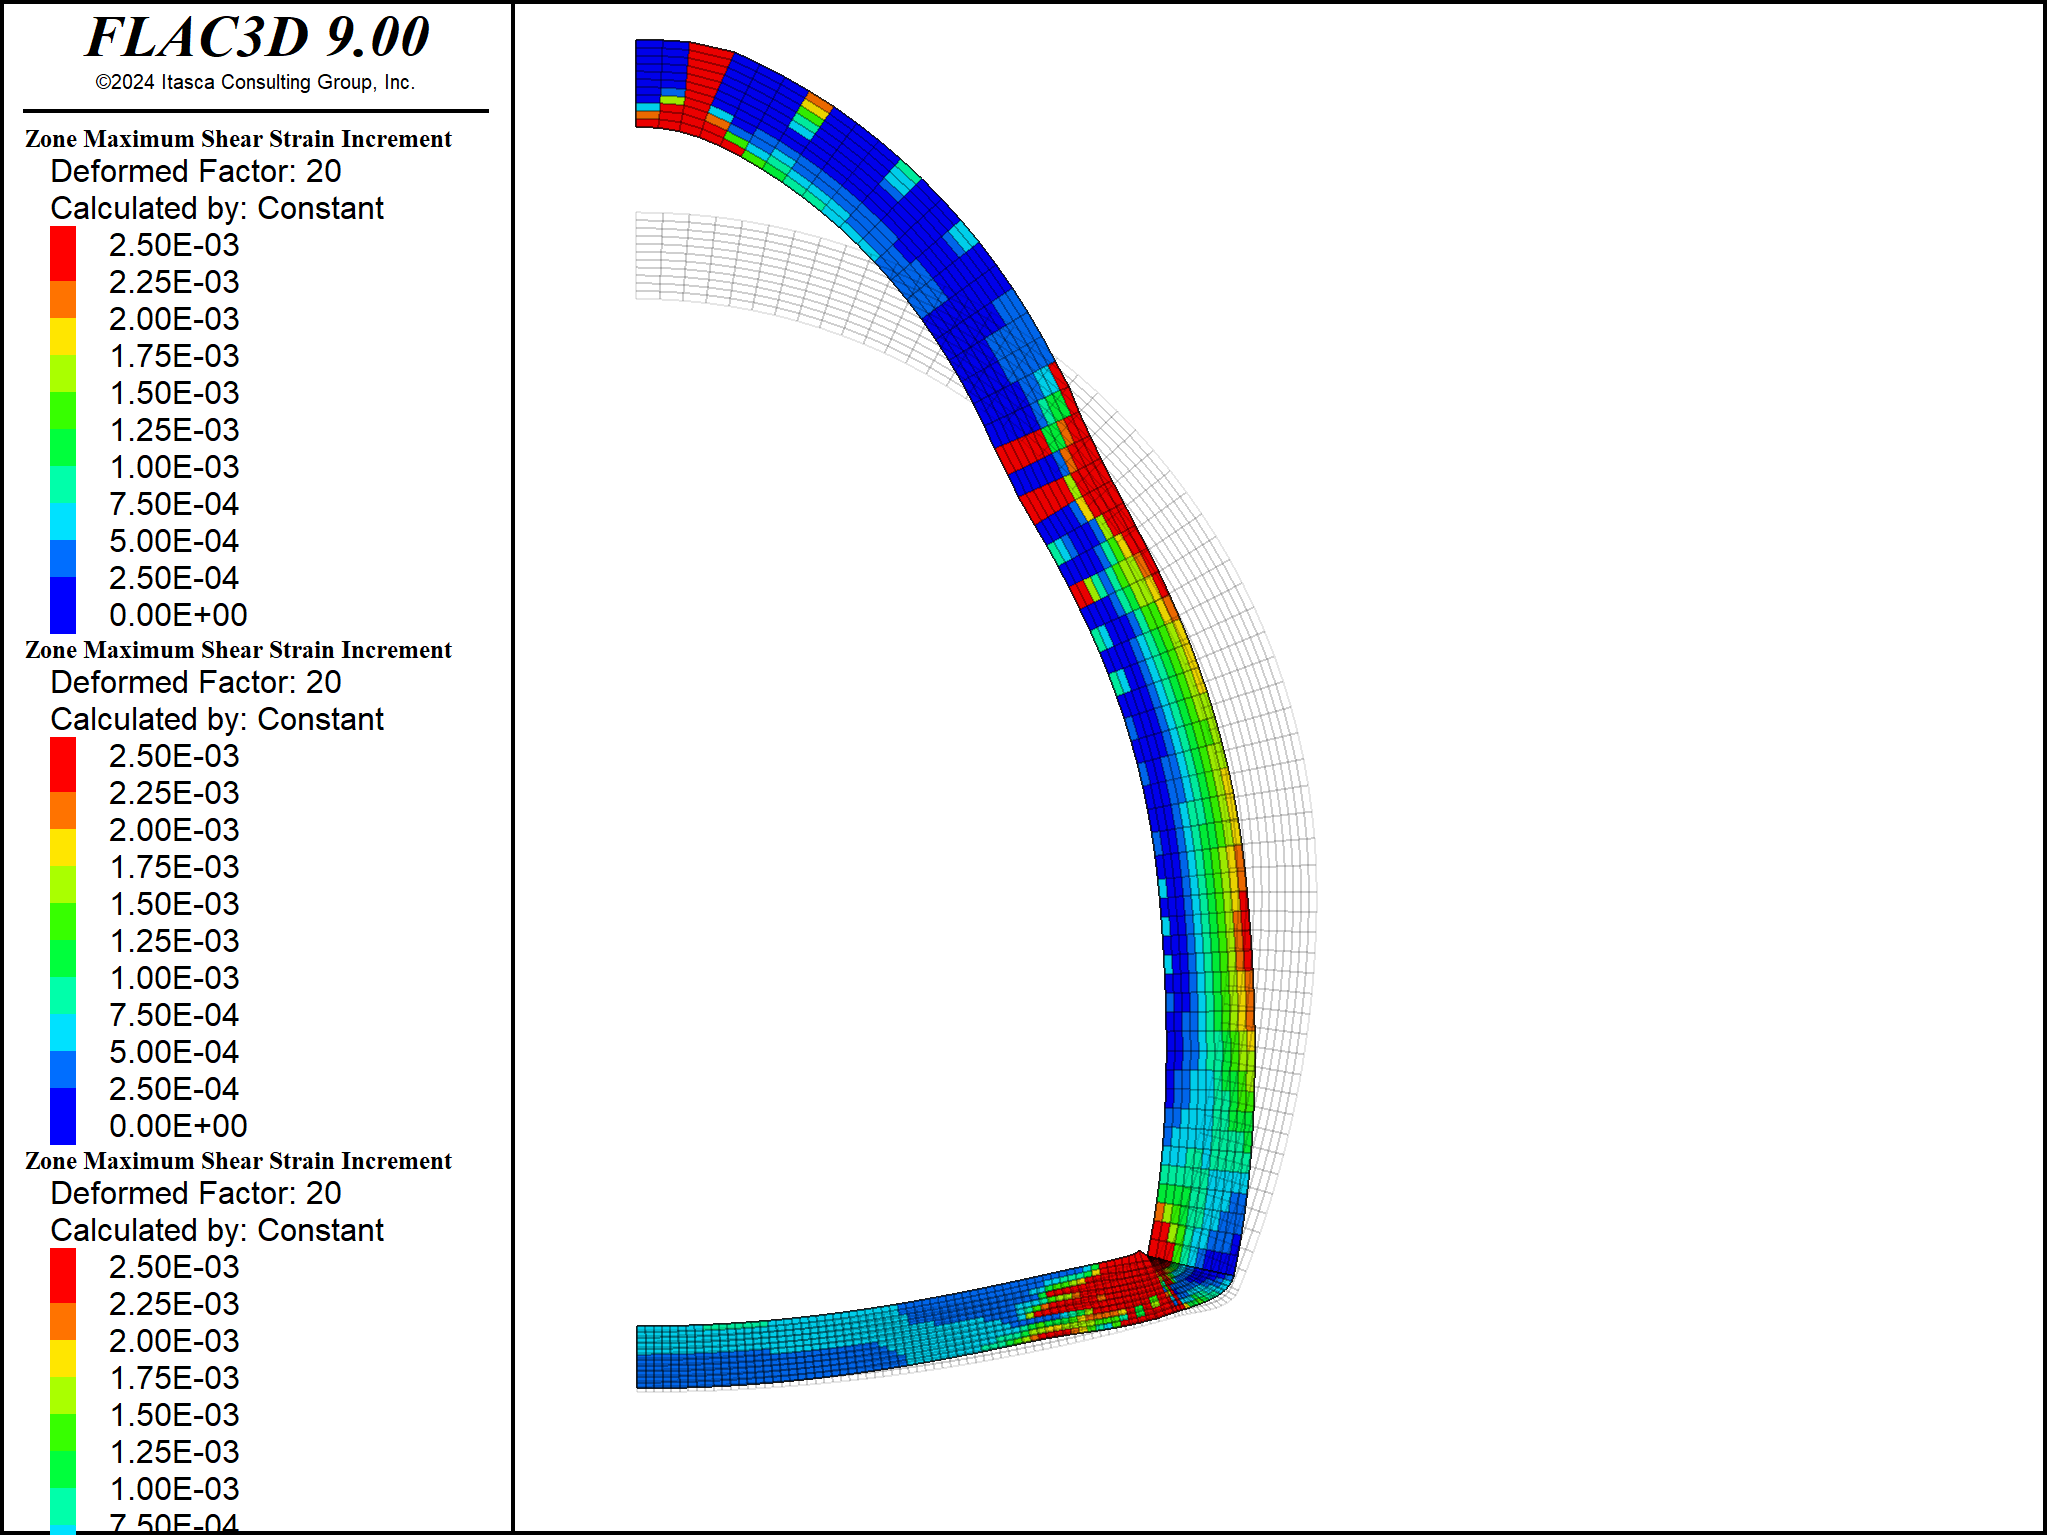 FLAC3D 9.00
©2024 Itasca Consulting Group, Inc.
Zone Maximum Shear Strain Increment
Deformed Factor: 20
Calculated by: Constant
2.50E-03
2.25E-03
2.00E-03
1.75E-03
1.50E-03
1.25E-03
1.00E-03
7.50E-04
5.00E-04
2.50E-04
0.00E+00
Zone Maximum Shear Strain Increment
Deformed Factor: 20
Calculated by: Constant
2.50E-03
2.25E-03
2.00E-03
1.75E-03
1.50E-03
1.25E-03
1.00E-03
7.50E-04
5.00E-04
2.50E-04
0.00E+00
Zone Maximum Shear Strain Increment
Deformed Factor: 20
Calculated by: Constant
2.50E-03
2.25E-03
2.00E-03
1.75E-03
1.50E-03
1.25E-03
1.00E-03
7.50E-04